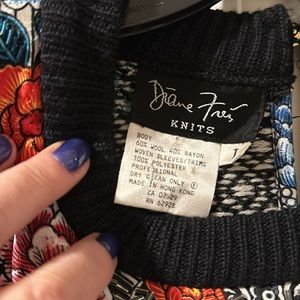 Diane Freis
KNITS
BODY
60% WOOL 40% RAYON
WOVEN SLEEVES/TRIMS
100% POLYESTER
PROFESSIONAL
DRY CLEAN ONLY Ⓕ
MADE IN HONG KONG
CA 07029
RN 62928